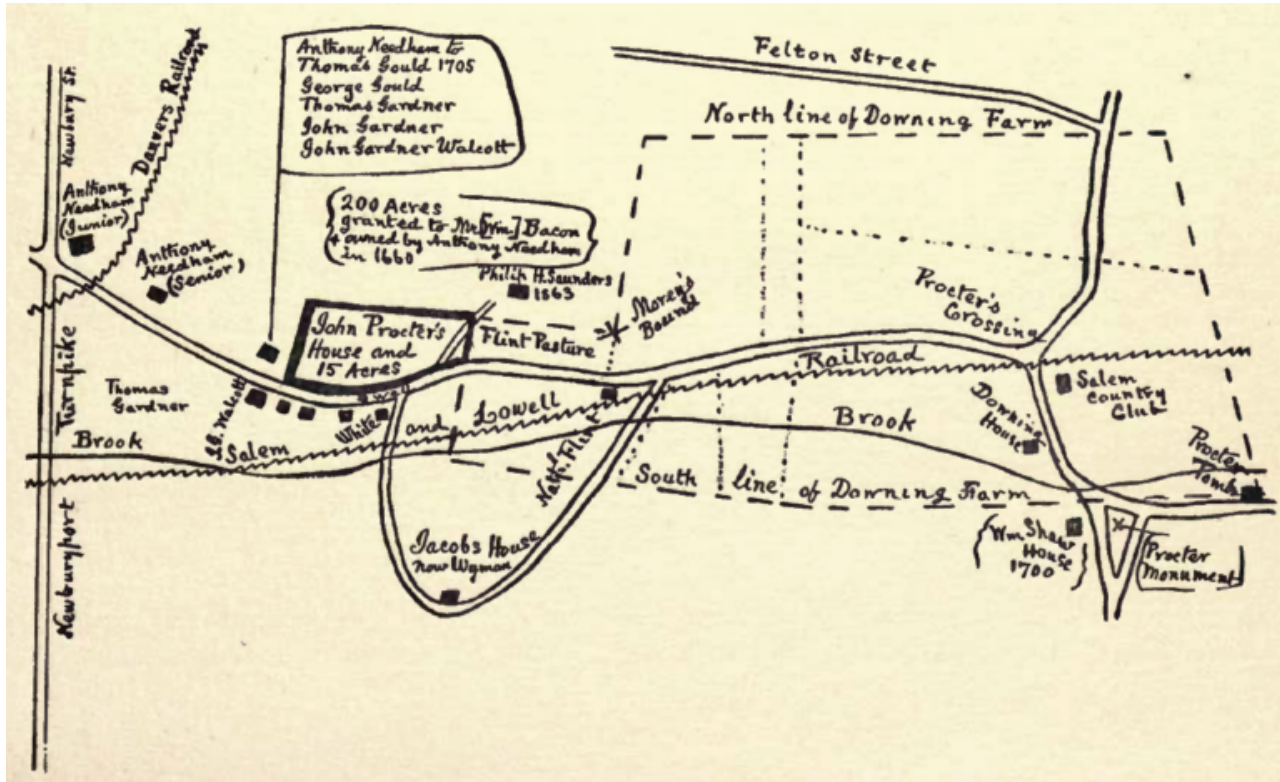 Newbury St.
Danvers Railroad
Anthony Needham to
Thomas Gould 1705
George Gould
Thomas Gardner
John Gardner
John Gardner Walcott
Felton Street
North line of Downing Farm
Anthony
Needham
(Junior)
Anthony
Needham
(Senior)
200 Acres
granted to Mr [Wm] Bacon
+ owned by Anthony Needham
in 1660
Philip H. Saunders
1863
Morey's
Bound
Procter's
Crossing
John Procter's
House and
15 Acres
Flint Pasture
Turnpike
Thomas
Gardner
Brook
J.G. Walcott
White
Salem and Lowell Railroad
Nath. Flint
Brook
Downing
House
Salem
Country
Club
Procter
Tomb
South line of Downing Farm
Newburyport
Jacobs House
now Wyman
Wm Shaw
House
1700
Procter
Monument